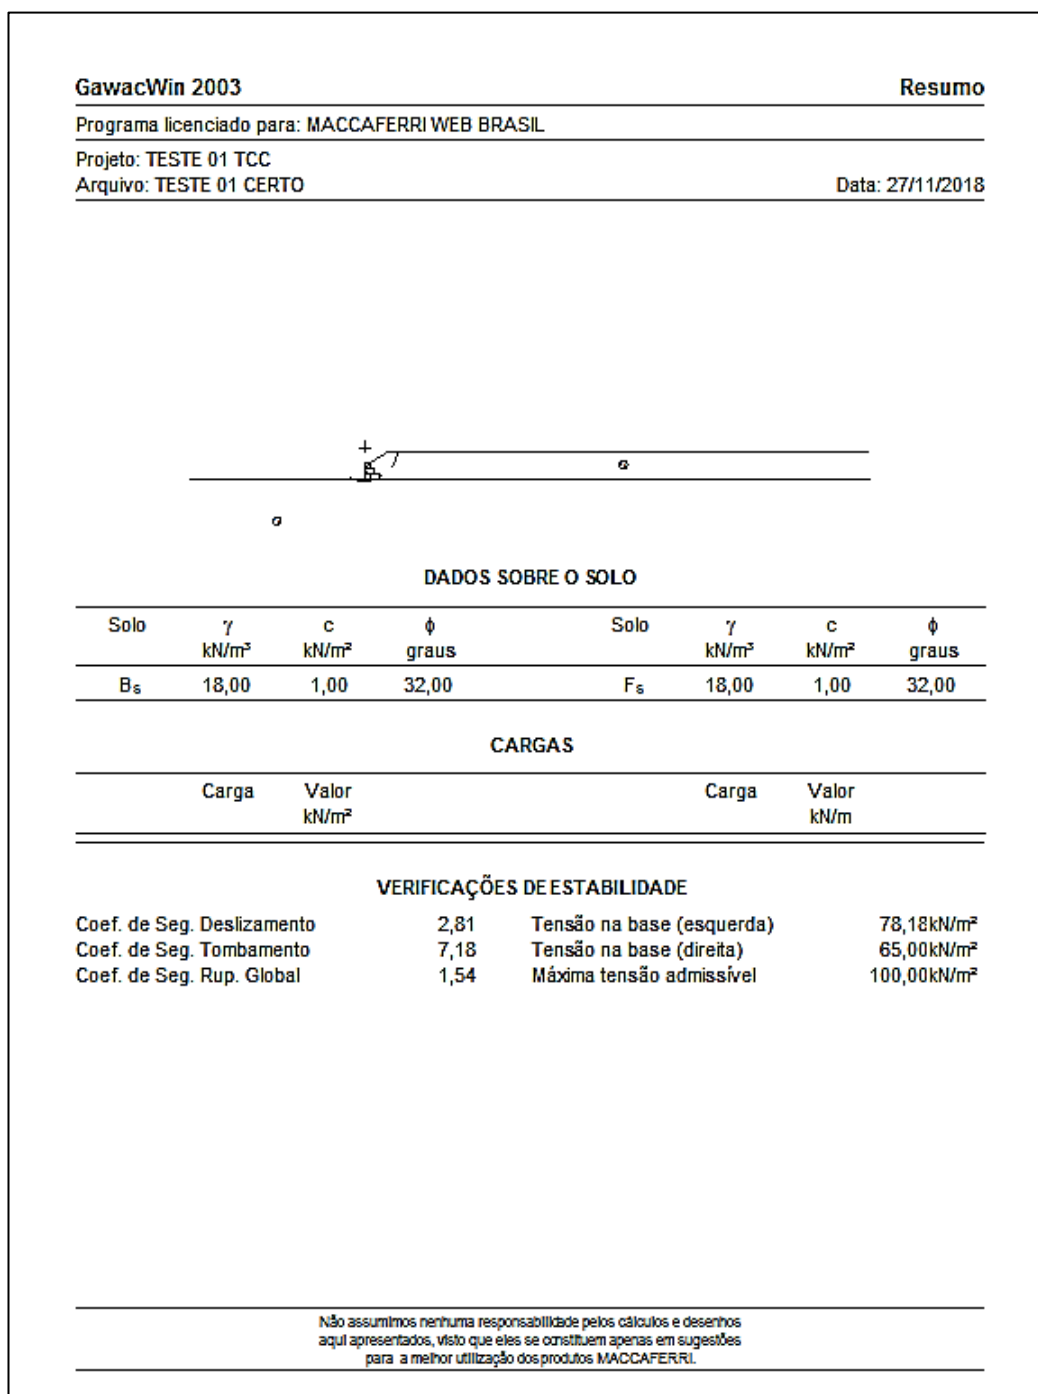 GawacWin 2003 Resumo
Programa licenciado para: MACCAFERRI WEB BRASIL
Projeto: TESTE 01 TCC
Arquivo: TESTE 01 CERTO Data: 27/11/2018
DADOS SOBRE O SOLO
Solo γ c ϕ Solo γ c ϕ
kN/m³ kN/m² graus kN/m³ kN/m² graus
Bs 18,00 1,00 32,00 Fs 18,00 1,00 32,00
CARGAS
Carga Valor Carga Valor
kN/m² kN/m
VERIFICAÇÕES DE ESTABILIDADE
Coef. de Seg. Deslizamento 2,81 Tensão na base (esquerda) 78,18kN/m²
Coef. de Seg. Tombamento 7,18 Tensão na base (direita) 65,00kN/m²
Coef. de Seg. Rup. Global 1,54 Máxima tensão admissível 100,00kN/m²
Não assumimos nenhuma responsabilidade pelos cálculos e desenhos
aqui apresentados, visto que eles se constituem apenas em sugestões
para a melhor utilização dos produtos MACCAFERRI.